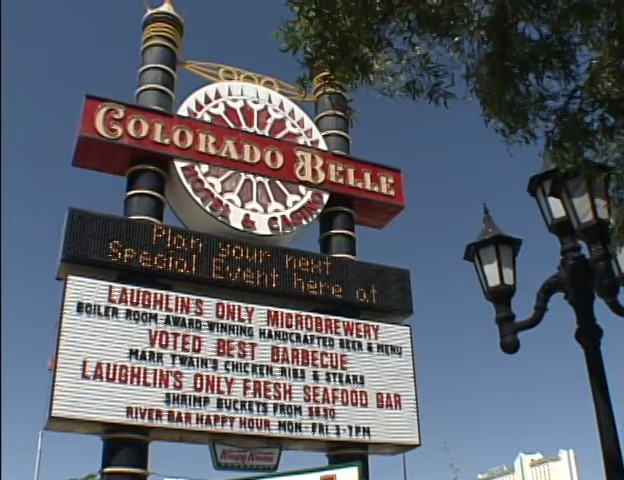 COLORADO BELLE
HOTEL & CASINO
Plan your next
Special Event here at
LAUGHLIN'S ONLY MICROBREWERY
BOILER ROOM AWARD WINNING HANDCRAFTED BEER & MENU
VOTED BEST BARBECUE
MARK TWAIN'S CHICKEN RIBS & STEAKS
LAUGHLIN'S ONLY FRESH SEAFOOD BAR
SHRIMP BUCKETS FROM
RIVER BAR HAPPY HOUR MON-FRI 3-7PM
Krispy Kreme